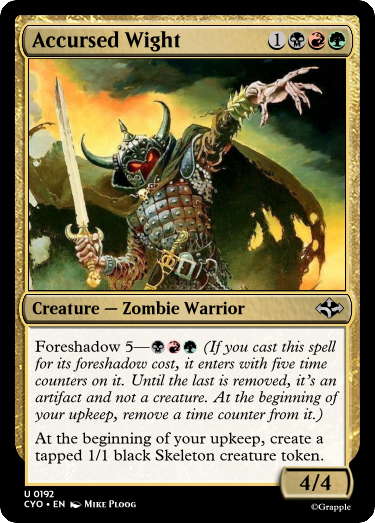 Accursed Wight 1
Creature — Zombie Warrior
Foreshadow 5— (If you cast this spell
for its foreshadow cost, it enters with five time
counters on it. Until the last is removed, it's an
artifact and not a creature. At the beginning of
your upkeep, remove a time counter from it.)
At the beginning of your upkeep, create a
tapped 1/1 black Skeleton creature token.
4/4
U 0192
CYO • EN Mike Ploog
©Grapple